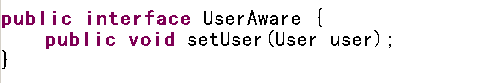 public interface UserAware {
    public void setUser(User user);
}